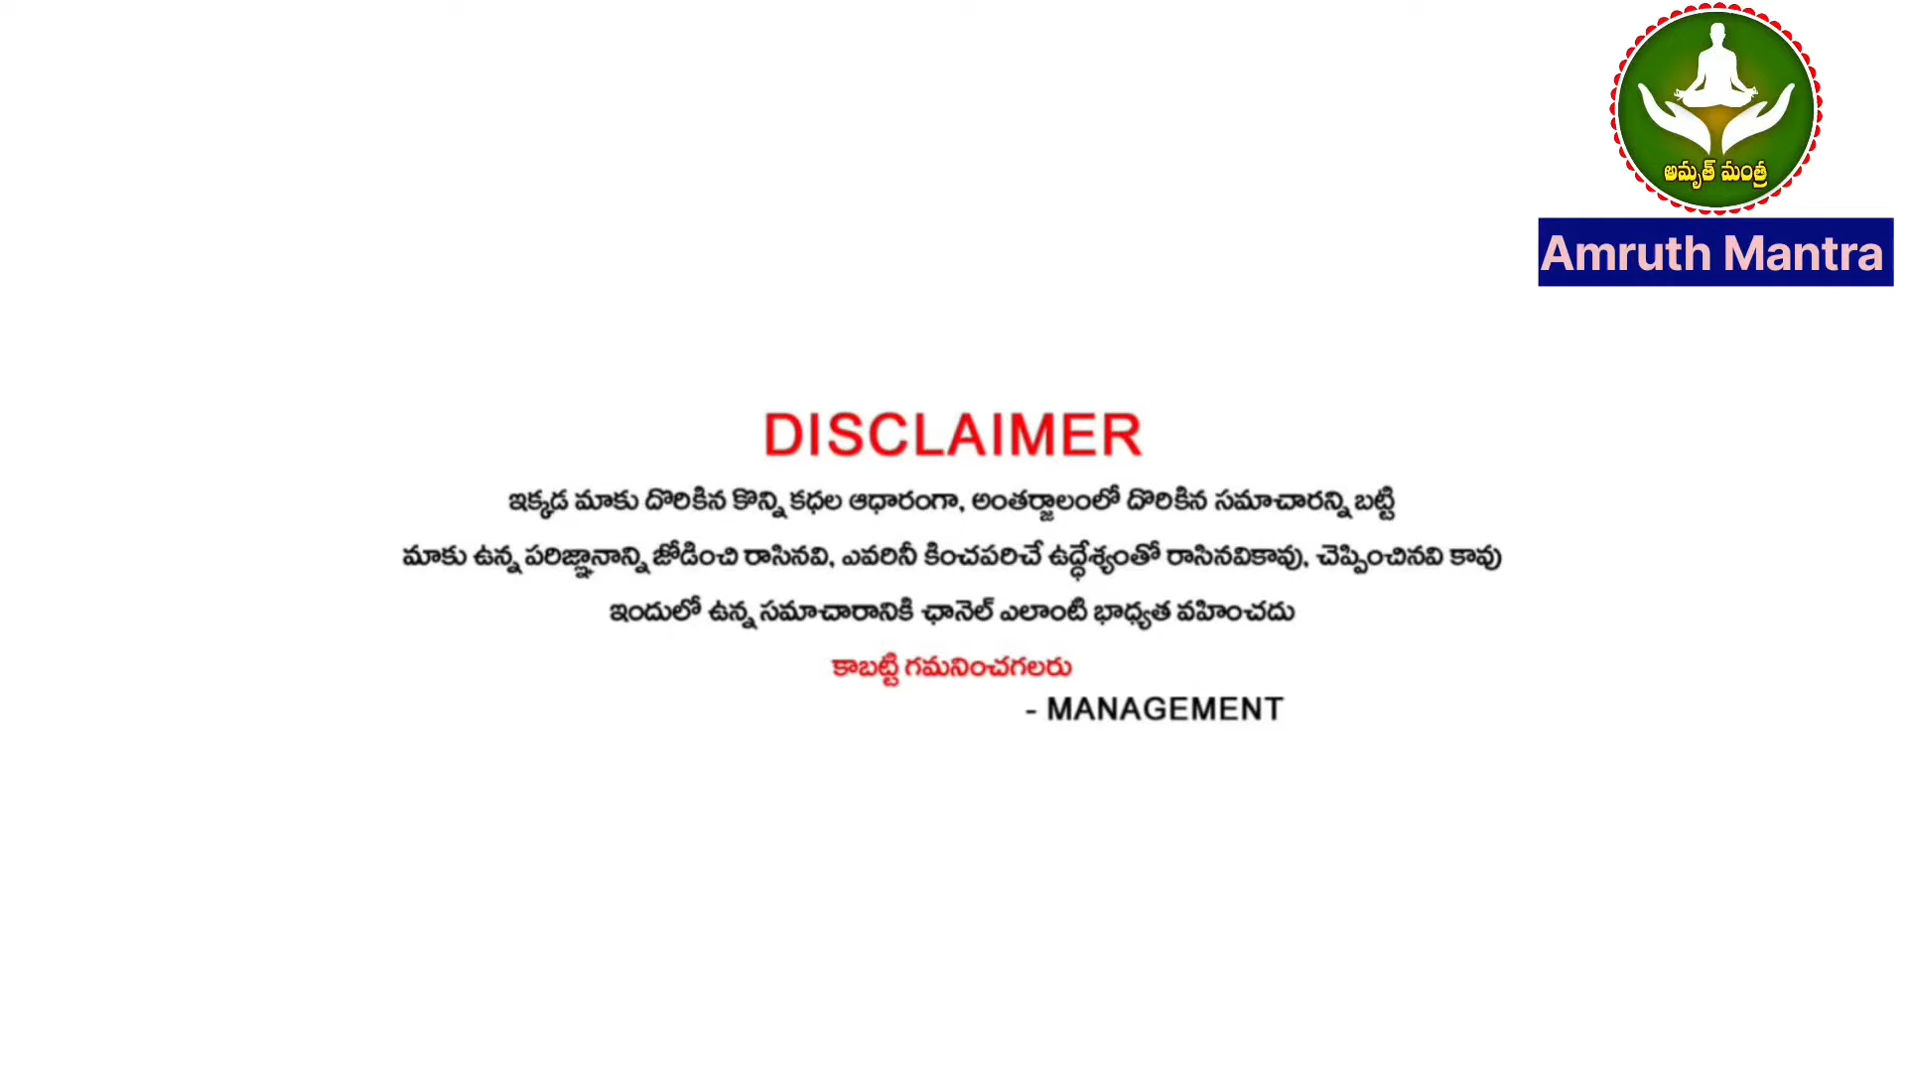 అమృత్ మంత్ర
Amruth Mantra
DISCLAIMER
ఇక్కడ మాకు దొరికిన కొన్ని కధల ఆధారంగా, అంతర్జాలంలో దొరికిన సమాచారాన్ని బట్టి
మాకు ఉన్న పరిజ్ఞానాన్ని జోడించి రాసినవి, ఎవరినీ కించపరిచే ఉద్ధేశ్యంతో రాసినవికావు, చెప్పించినవి కావు
ఇందులో ఉన్న సమాచారానికి ఛానెల్ ఎలాంటి భాధ్యత వహించదు
కాబట్టి గమనించగలరు
- MANAGEMENT